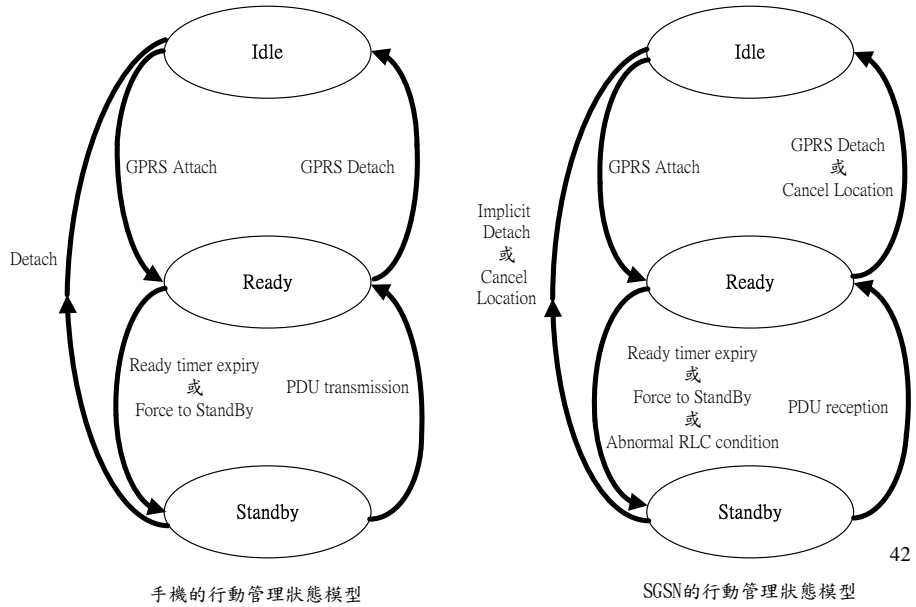 Idle
GPRS Attach
GPRS Detach
Detach
Ready
Ready timer expiry
或
Force to StandBy
PDU transmission
Standby
手機的行動管理狀態模型
Idle
GPRS Attach
GPRS Detach
或
Cancel Location
Implicit
Detach
或
Cancel
Location
Ready
Ready timer expiry
或
Force to StandBy
或
Abnormal RLC condition
PDU reception
Standby
SGSN的行動管理狀態模型
42